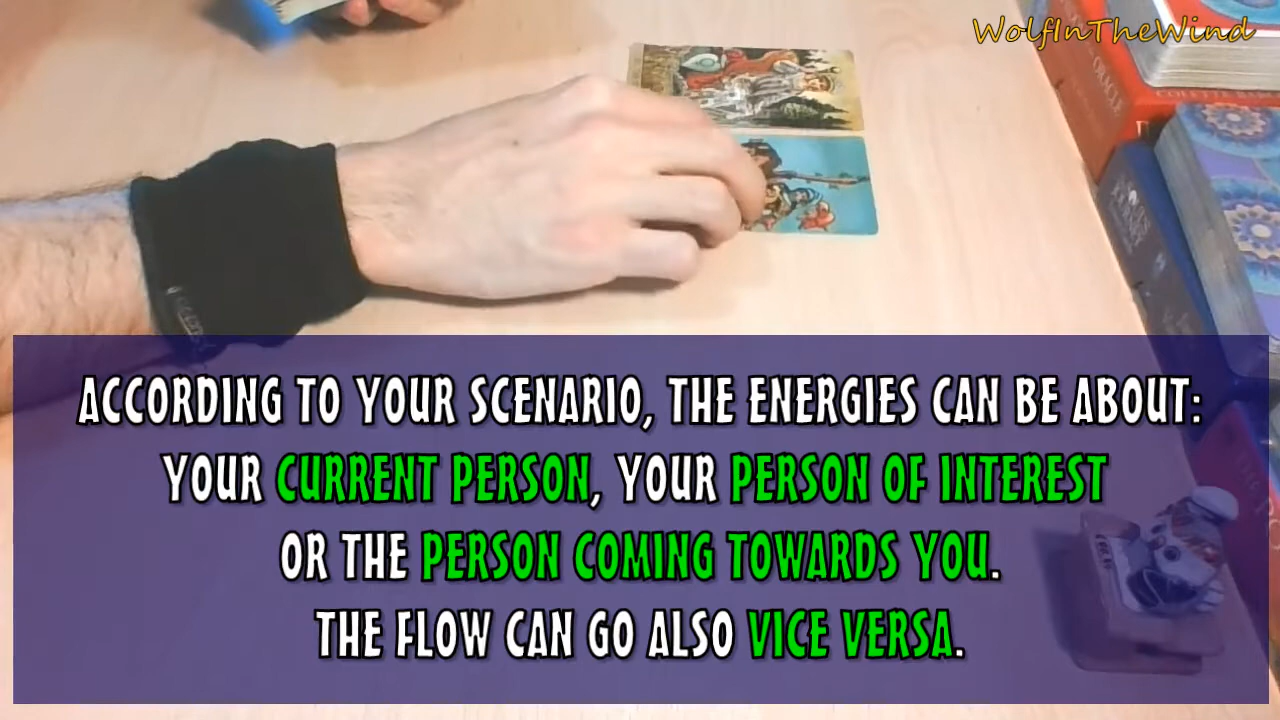 WolfInTheWind
ORACLE
ACCORDING TO YOUR SCENARIO, THE ENERGIES CAN BE ABOUT:
YOUR CURRENT PERSON, YOUR PERSON OF INTEREST
OR THE PERSON COMING TOWARDS YOU.
THE FLOW CAN GO ALSO VICE VERSA.